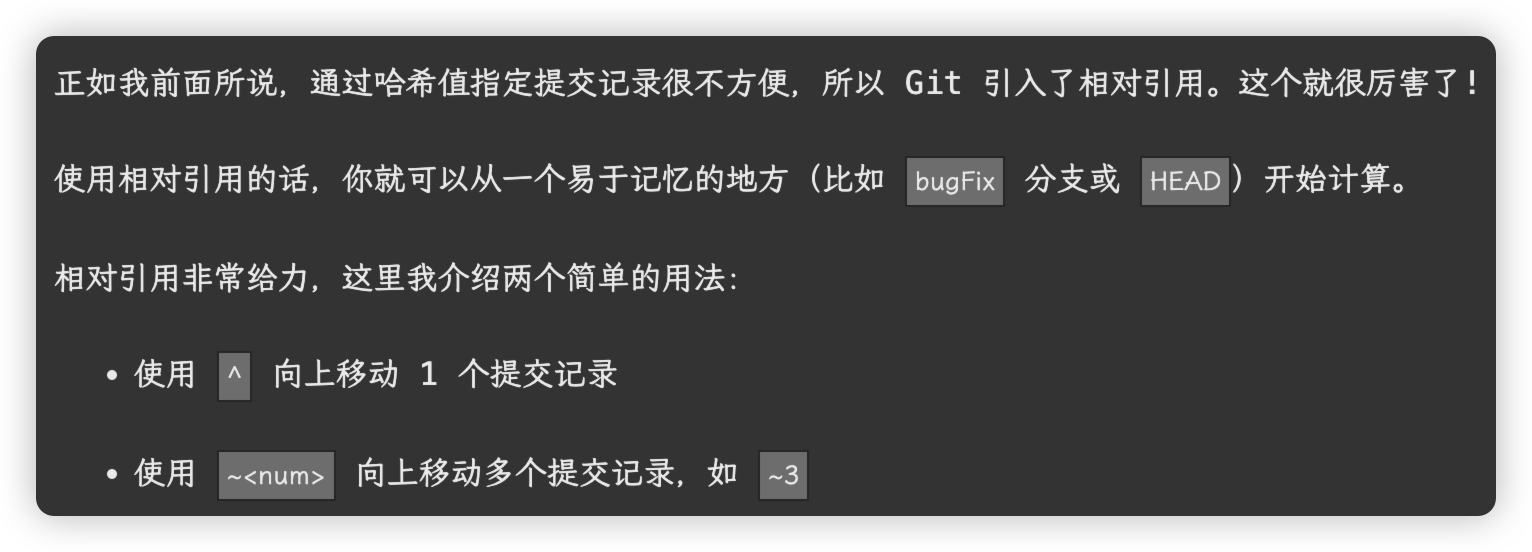 正如我前面所说，通过哈希值指定提交记录很不方便，所以 Git 引入了相对引用。这个就很厉害了!
使用相对引用的话，你就可以从一个易于记忆的地方（比如 bugFix 分支或 HEAD）开始计算。
相对引用非常给力，这里我介绍两个简单的用法：
• 使用 ^ 向上移动 1 个提交记录
• 使用 ~<num> 向上移动多个提交记录，如 ~3